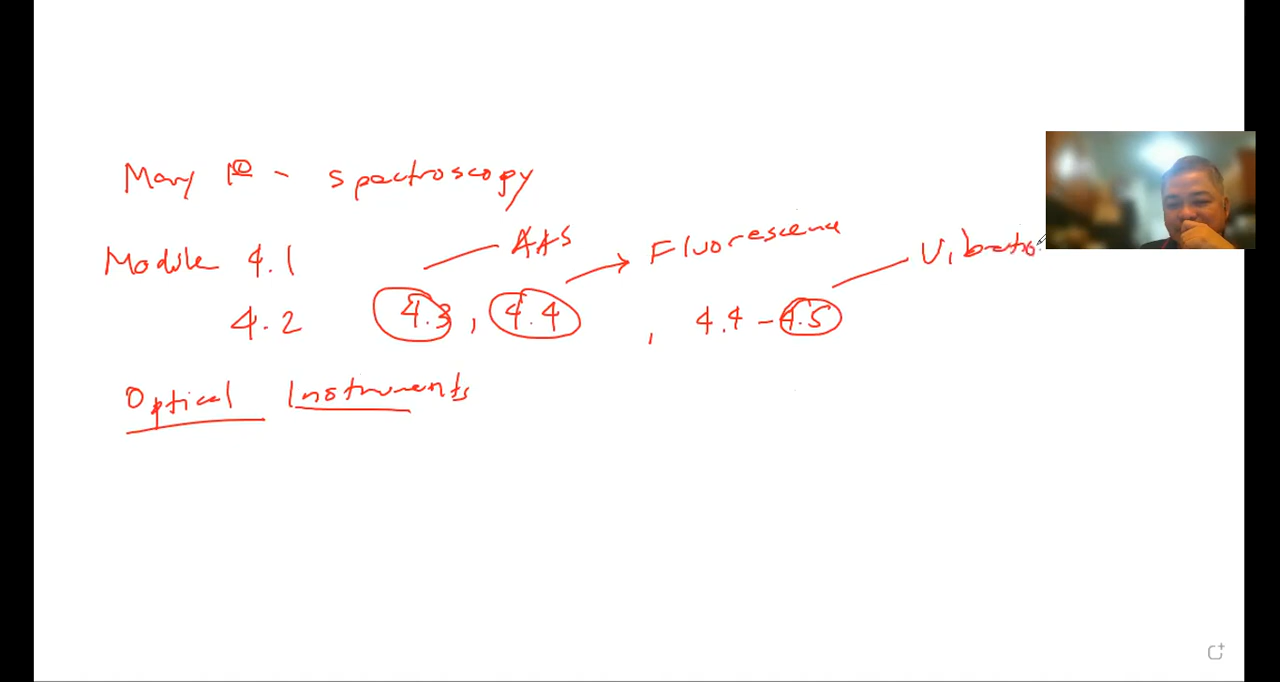 spectroscopy
AAS Fluorescence Vibratio
Module 4.1
4.2 4.3, 4.4, 4.4 - 4.5
Optical Instruments